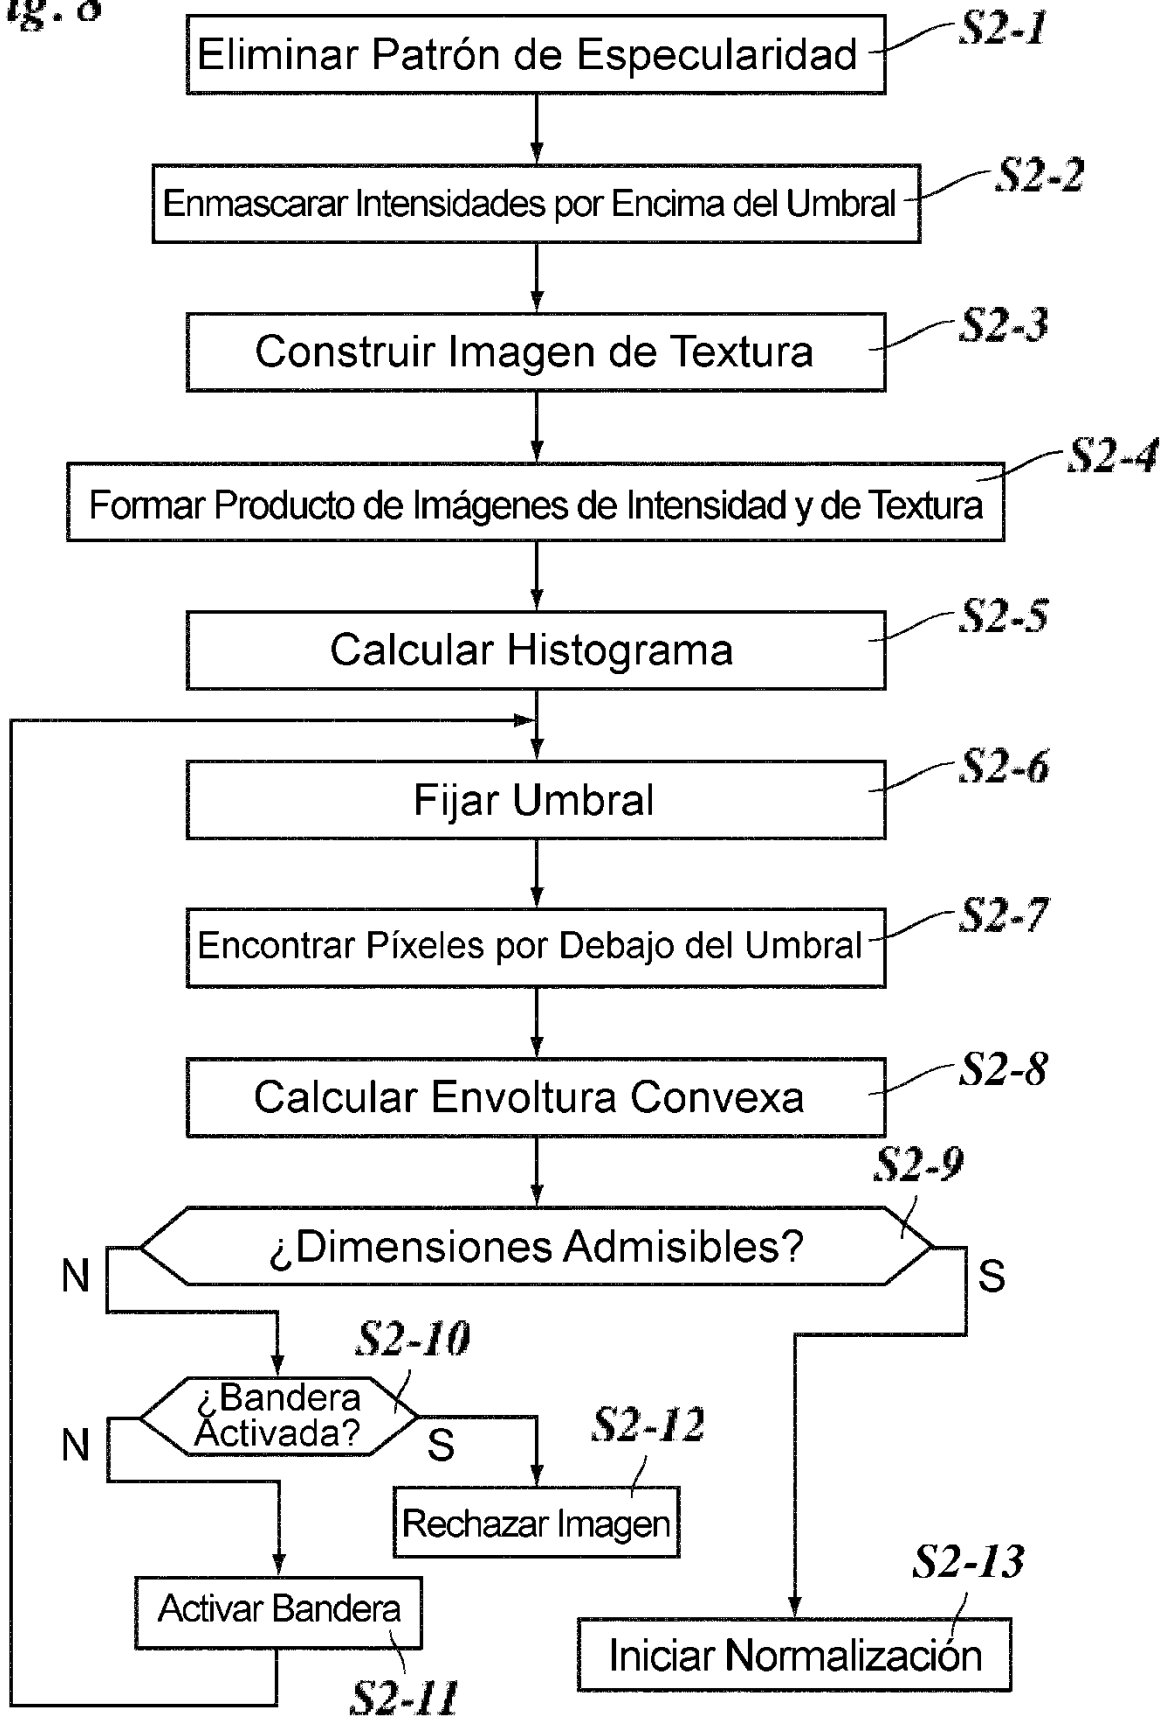 ig. 8
Eliminar Patrón de Especularidad
S2-1
Enmascarar Intensidades por Encima del Umbral
S2-2
Construir Imagen de Textura
S2-3
Formar Producto de Imágenes de Intensidad y de Textura
S2-4
Calcular Histograma
S2-5
Fijar Umbral
S2-6
Encontrar Píxeles por Debajo del Umbral
S2-7
Calcular Envoltura Convexa
S2-8
S2-9
¿Dimensiones Admisibles?
N
S
S2-10
¿Bandera
Activada?
N
S
S2-12
Rechazar Imagen
S2-13
Activar Bandera
Iniciar Normalización
S2-11